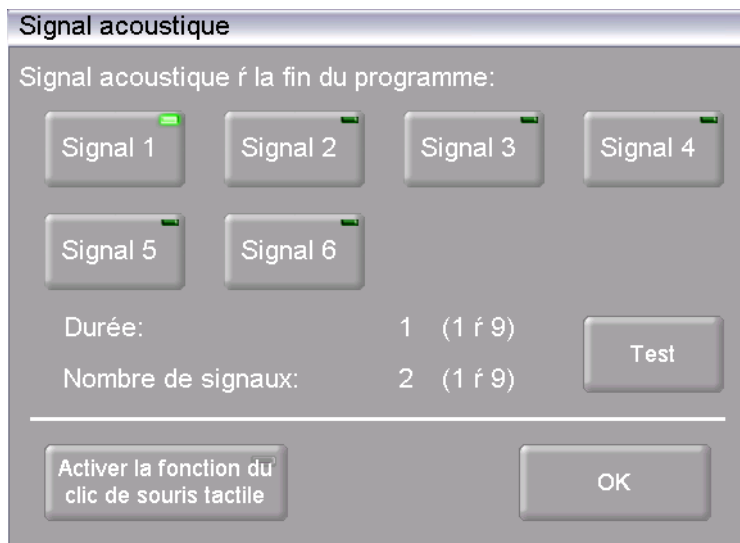 Signal acoustique
Signal acoustique ŕ la fin du programme:
Signal 1
Signal 2
Signal 3
Signal 4
Signal 5
Signal 6
Durée: 1 (1 ŕ 9)
Nombre de signaux: 2 (1 ŕ 9)
Test
Activer la fonction du
clic de souris tactile
OK